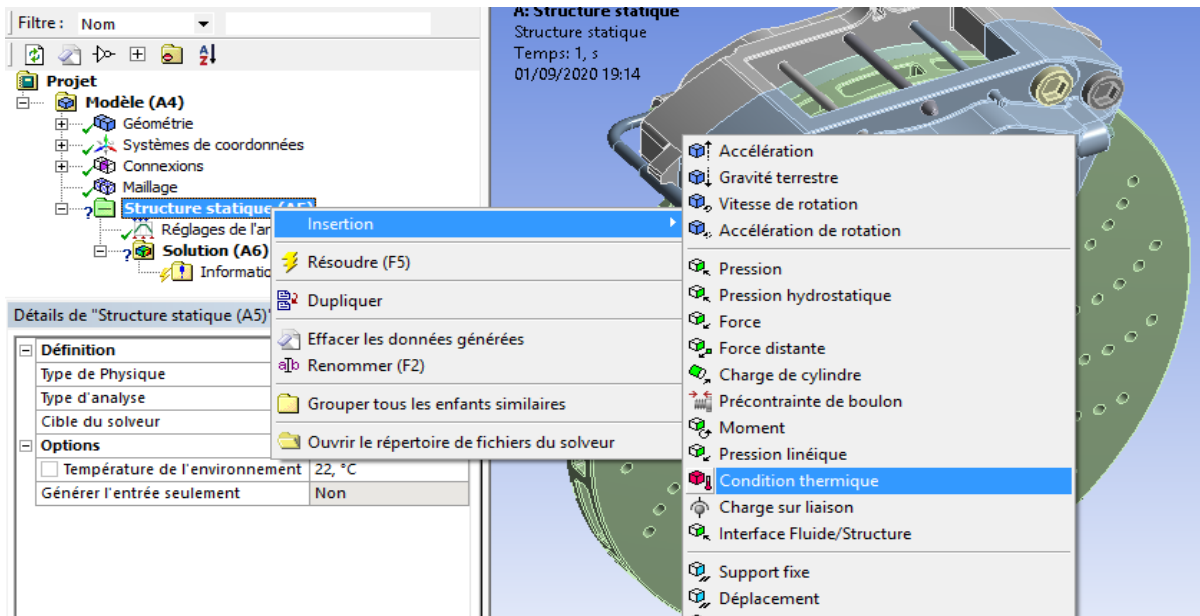 Filtre : Nom
A: Structure statique
Structure statique
Temps: 1, s
01/09/2020 19:14
Projet
Modèle (A4)
Géométrie
Systèmes de coordonnées
Connexions
Maillage
Structure statique (A5)
Réglages de l'an
Solution (A6)
Informatio
Détails de "Structure statique (A5)"
Définition
Type de Physique
Type d'analyse
Cible du solveur
Options
Température de l'environnement 22, °C
Générer l'entrée seulement Non
Insertion
Résoudre (F5)
Dupliquer
Effacer les données générées
Renommer (F2)
Grouper tous les enfants similaires
Ouvrir le répertoire de fichiers du solveur
Accélération
Gravité terrestre
Vitesse de rotation
Accélération de rotation
Pression
Pression hydrostatique
Force
Force distante
Charge de cylindre
Précontrainte de boulon
Moment
Pression linéique
Condition thermique
Charge sur liaison
Interface Fluide/Structure
Support fixe
Déplacement